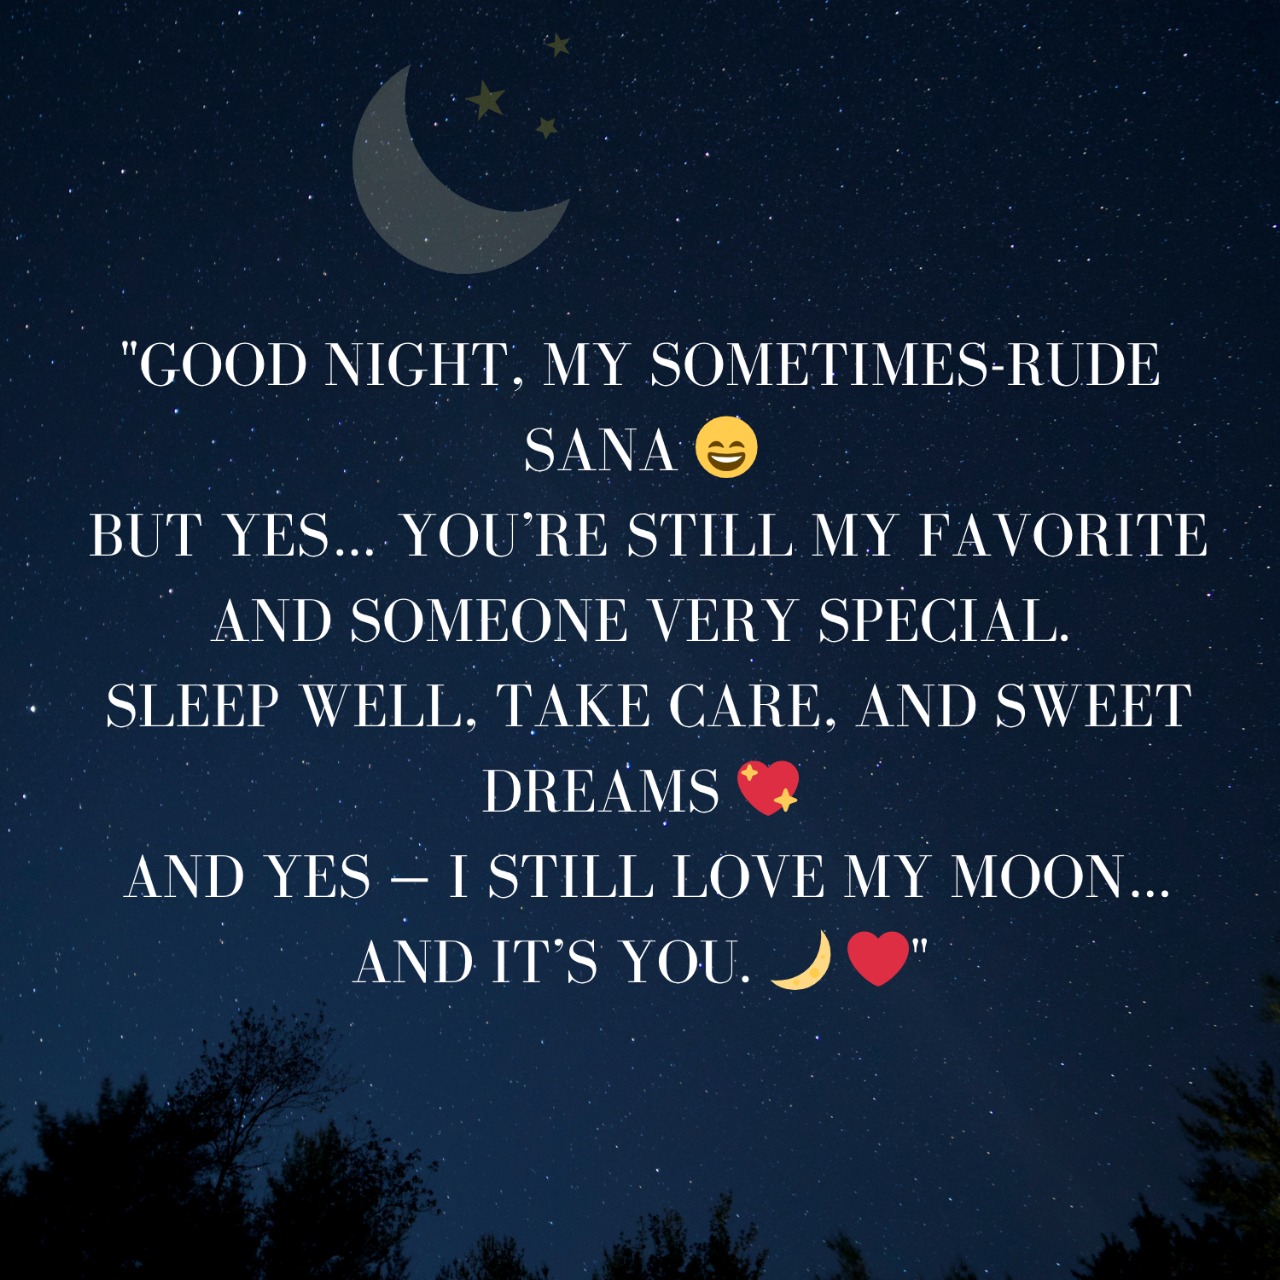 "GOOD NIGHT, MY SOMETIMES-RUDE
SANA 😄
BUT YES... YOU’RE STILL MY FAVORITE
AND SOMEONE VERY SPECIAL.
SLEEP WELL, TAKE CARE, AND SWEET
DREAMS 💖
AND YES – I STILL LOVE MY MOON...
AND IT’S YOU. 🌙❤️"